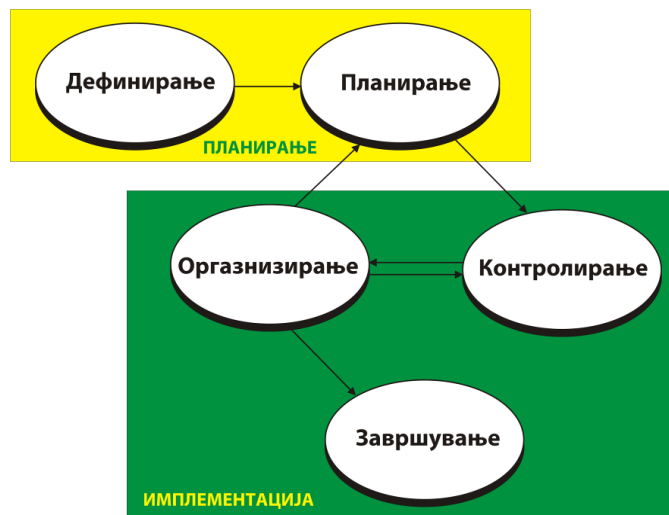 Дефинирање
Планирање
ПЛАНИРАЊЕ
Оргазнизирање
Контролирање
Завршување
ИМПЛЕМЕНТАЦИЈА